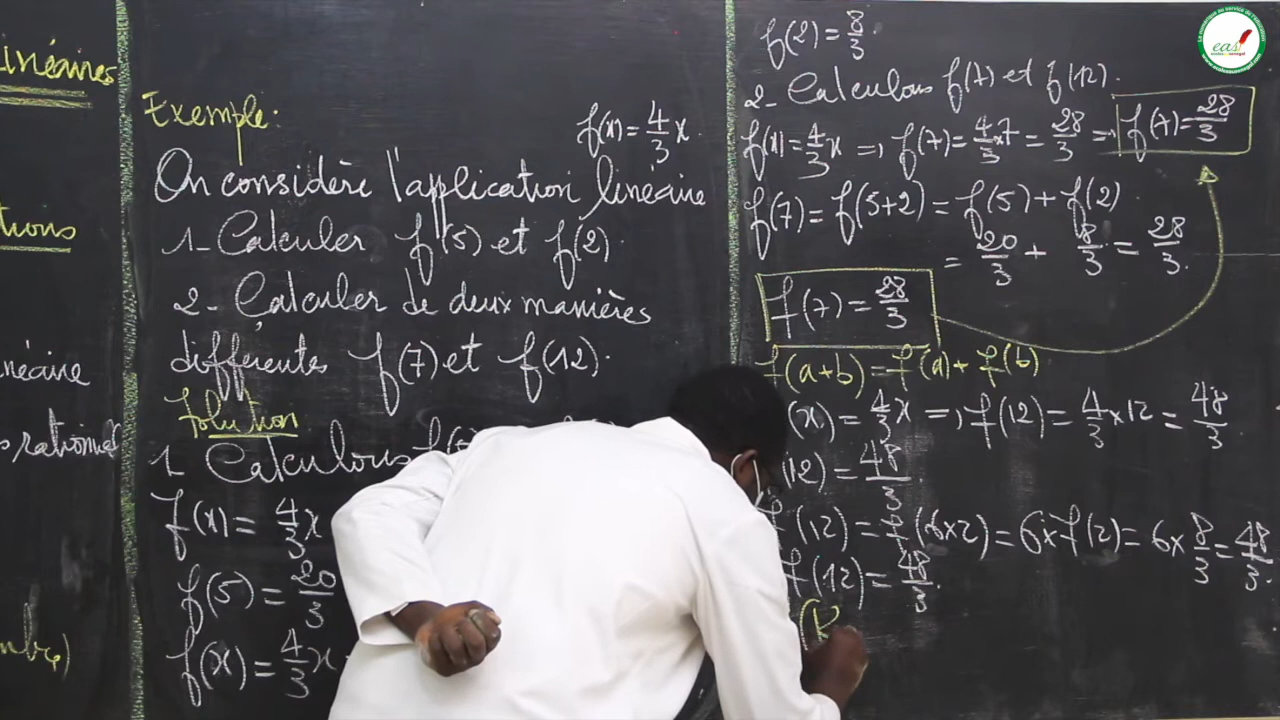 linéaires
Exemple:
f(x) = 4/3 x.
On considère l'application linéaire
1- Calculer f(5) et f(2).
2- Calculer de deux manières
différentes f(7) et f(12).
Solution
1. Calculons
f(x) = 4/3 x
f(5) = 20/3
f(x) = 4/3 x
f(2) = 8/3.
2- Calculons f(7) et f(12).
f(x) = 4/3 x => f(7) = 4/3 x 7 = 28/3 => f(7) = 28/3
f(7) = f(5+2) = f(5) + f(2)
= 20/3 + 8/3 = 28/3.
f(7) = 28/3
f(a+b) = f(a) + f(b)
(x) = 4/3 x => f(12) = 4/3 x 12 = 48/3.
(12) = 48/3.
f(12) = f(6x2) = 6 x f(2) = 6 x 8/3 = 48/3.
f(12) = 48/3.
eas